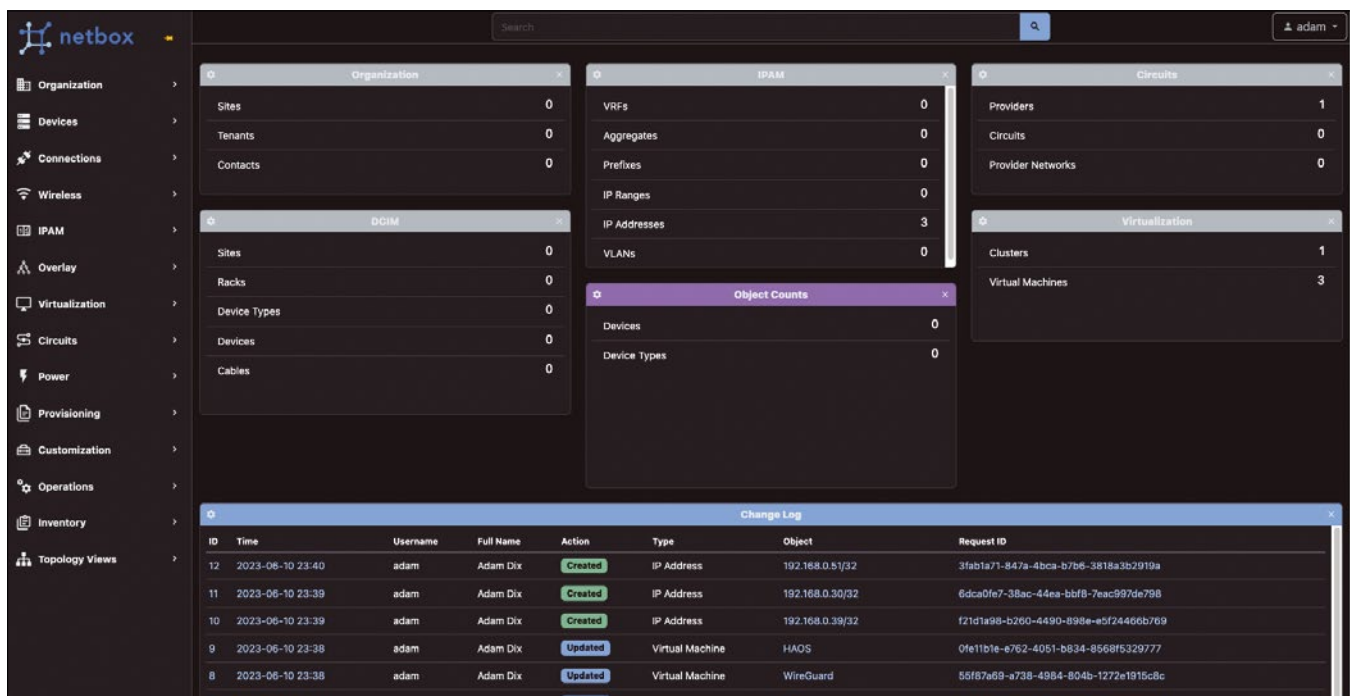 netbox
Search
adam
Organization
Devices
Connections
Wireless
IPAM
Overlay
Virtualization
Circuits
Power
Provisioning
Customization
Operations
Inventory
Topology Views
Organization
Sites 0
Tenants 0
Contacts 0
DCIM
Sites 0
Racks 0
Device Types 0
Devices 0
Cables 0
IPAM
VRFs 0
Aggregates 0
Prefixes 0
IP Ranges 0
IP Addresses 3
VLANs 0
Object Counts
Devices 0
Device Types 0
Circuits
Providers 1
Circuits 0
Provider Networks 0
Virtualization
Clusters 1
Virtual Machines 3
Change Log
ID Time Username Full Name Action Type Object Request ID
12 2023-06-10 23:40 adam Adam Dix Created IP Address 192.168.0.51/32 3fab1a71-847a-4bca-b7b6-3818a3b2919a
11 2023-06-10 23:39 adam Adam Dix Created IP Address 192.168.0.30/32 6dca0fe7-38ac-44ea-bbf8-7eac997de798
10 2023-06-10 23:39 adam Adam Dix Created IP Address 192.168.0.39/32 f21d1a98-b260-4490-898e-e5f24466b769
9 2023-06-10 23:38 adam Adam Dix Updated Virtual Machine HAOS 0fe11b1e-e762-4051-b834-8568f5329777
8 2023-06-10 23:38 adam Adam Dix Updated Virtual Machine WireGuard 55f87a69-a738-4984-804b-1272e1915c8c